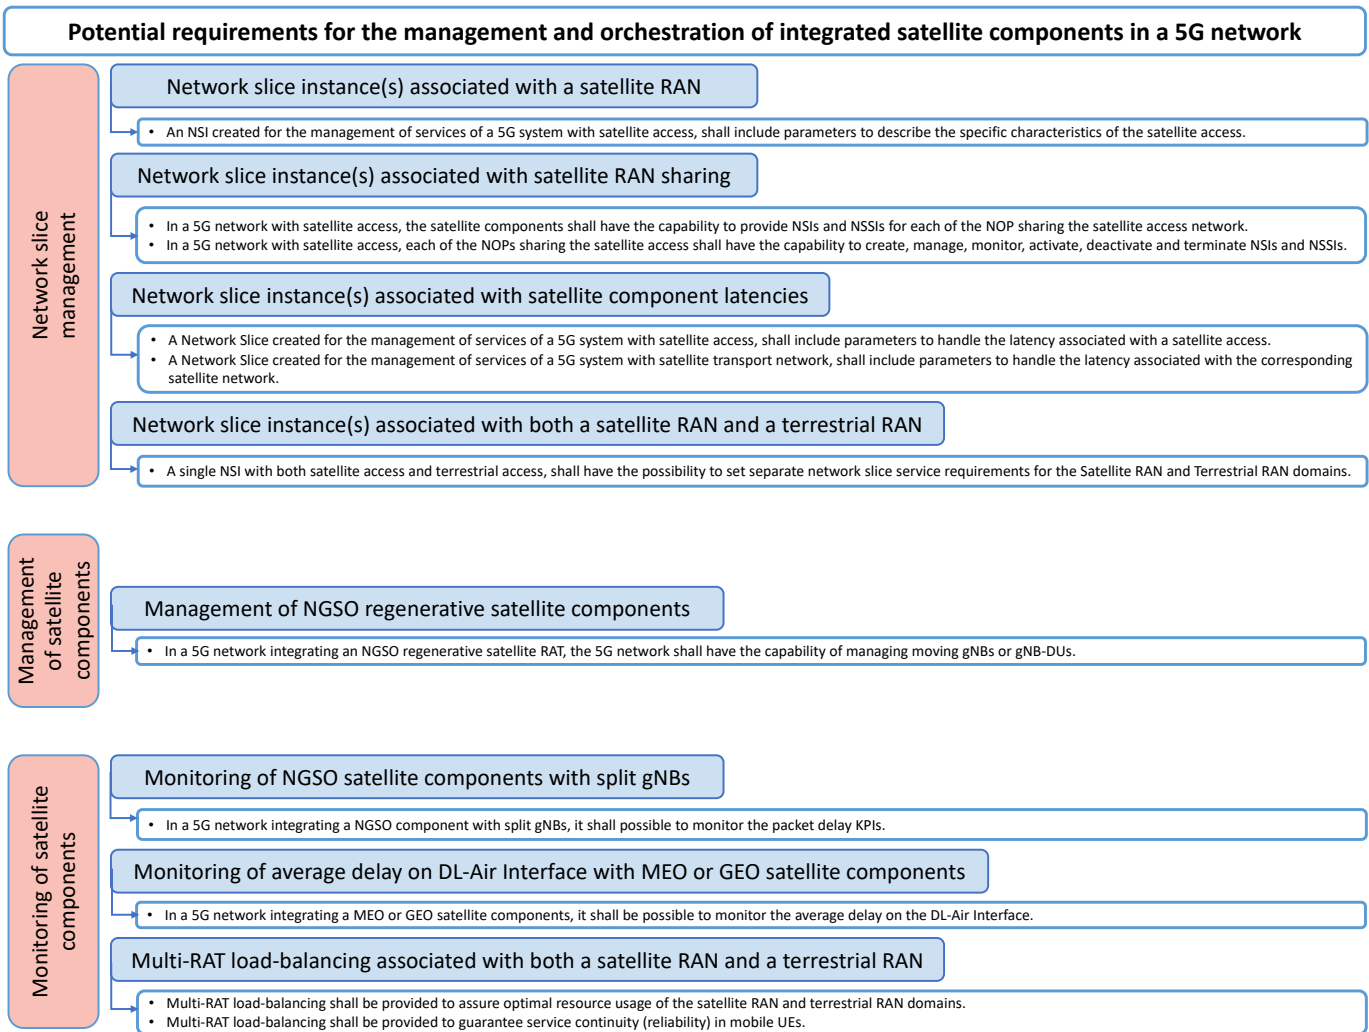 Potential requirements for the management and orchestration of integrated satellite components in a 5G network
Network slice
management
Network slice instance(s) associated with a satellite RAN
• An NSI created for the management of services of a 5G system with satellite access, shall include parameters to describe the specific characteristics of the satellite access.
Network slice instance(s) associated with satellite RAN sharing
• In a 5G network with satellite access, the satellite components shall have the capability to provide NSIs and NSSIs for each of the NOP sharing the satellite access network.
• In a 5G network with satellite access, each of the NOPs sharing the satellite access shall have the capability to create, manage, monitor, activate, deactivate and terminate NSIs and NSSIs.
Network slice instance(s) associated with satellite component latencies
• A Network Slice created for the management of services of a 5G system with satellite access, shall include parameters to handle the latency associated with a satellite access.
• A Network Slice created for the management of services of a 5G system with satellite transport network, shall include parameters to handle the latency associated with the corresponding
satellite network.
Network slice instance(s) associated with both a satellite RAN and a terrestrial RAN
• A single NSI with both satellite access and terrestrial access, shall have the possibility to set separate network slice service requirements for the Satellite RAN and Terrestrial RAN domains.
Management
of satellite
components
Management of NGSO regenerative satellite components
• In a 5G network integrating an NGSO regenerative satellite RAT, the 5G network shall have the capability of managing moving gNBs or gNB-DUs.
Monitoring of satellite
components
Monitoring of NGSO satellite components with split gNBs
• In a 5G network integrating a NGSO component with split gNBs, it shall possible to monitor the packet delay KPIs.
Monitoring of average delay on DL-Air Interface with MEO or GEO satellite components
• In a 5G network integrating a MEO or GEO satellite components, it shall be possible to monitor the average delay on the DL-Air Interface.
Multi-RAT load-balancing associated with both a satellite RAN and a terrestrial RAN
• Multi-RAT load-balancing shall be provided to assure optimal resource usage of the satellite RAN and terrestrial RAN domains.
• Multi-RAT load-balancing shall be provided to guarantee service continuity (reliability) in mobile UEs.